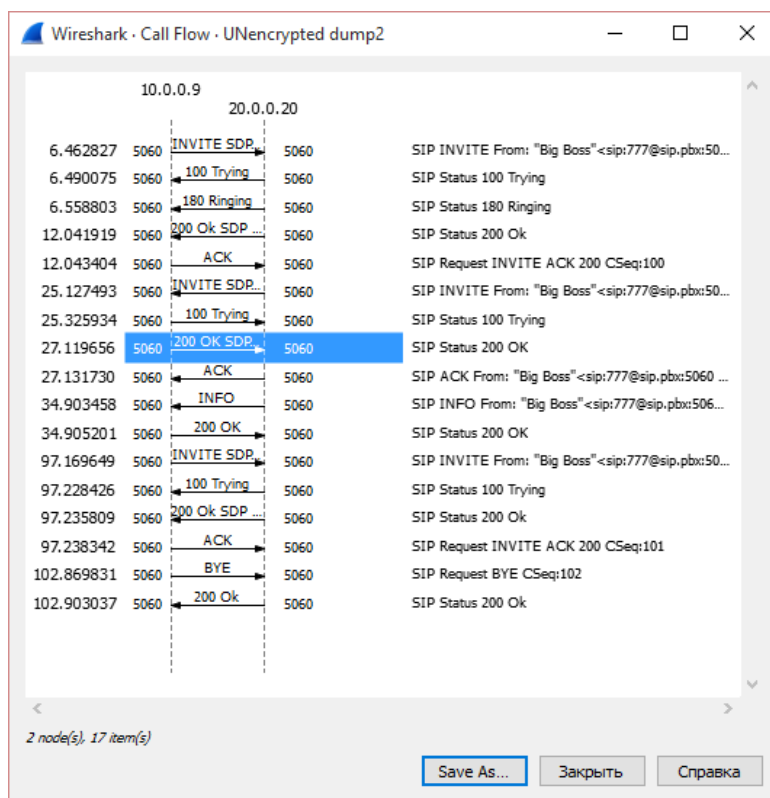 Wireshark · Call Flow · UNencrypted dump2
10.0.0.9
20.0.0.20
6.462827 5060 INVITE SDP... 5060 SIP INVITE From: "Big Boss"<sip:777@sip.pbx:50...
6.490075 5060 100 Trying 5060 SIP Status 100 Trying
6.558803 5060 180 Ringing 5060 SIP Status 180 Ringing
12.041919 5060 200 Ok SDP ... 5060 SIP Status 200 Ok
12.043404 5060 ACK 5060 SIP Request INVITE ACK 200 CSeq:100
25.127493 5060 INVITE SDP... 5060 SIP INVITE From: "Big Boss"<sip:777@sip.pbx:50...
25.325934 5060 100 Trying 5060 SIP Status 100 Trying
27.119656 5060 200 OK SDP... 5060 SIP Status 200 OK
27.131730 5060 ACK 5060 SIP ACK From: "Big Boss"<sip:777@sip.pbx:5060 ...
34.903458 5060 INFO 5060 SIP INFO From: "Big Boss"<sip:777@sip.pbx:506...
34.905201 5060 200 OK 5060 SIP Status 200 OK
97.169649 5060 INVITE SDP... 5060 SIP INVITE From: "Big Boss"<sip:777@sip.pbx:50...
97.228426 5060 100 Trying 5060 SIP Status 100 Trying
97.235809 5060 200 Ok SDP ... 5060 SIP Status 200 Ok
97.238342 5060 ACK 5060 SIP Request INVITE ACK 200 CSeq:101
102.869831 5060 BYE 5060 SIP Request BYE CSeq:102
102.903037 5060 200 Ok 5060 SIP Status 200 Ok
2 node(s), 17 item(s)
Save As... Закрыть Справка